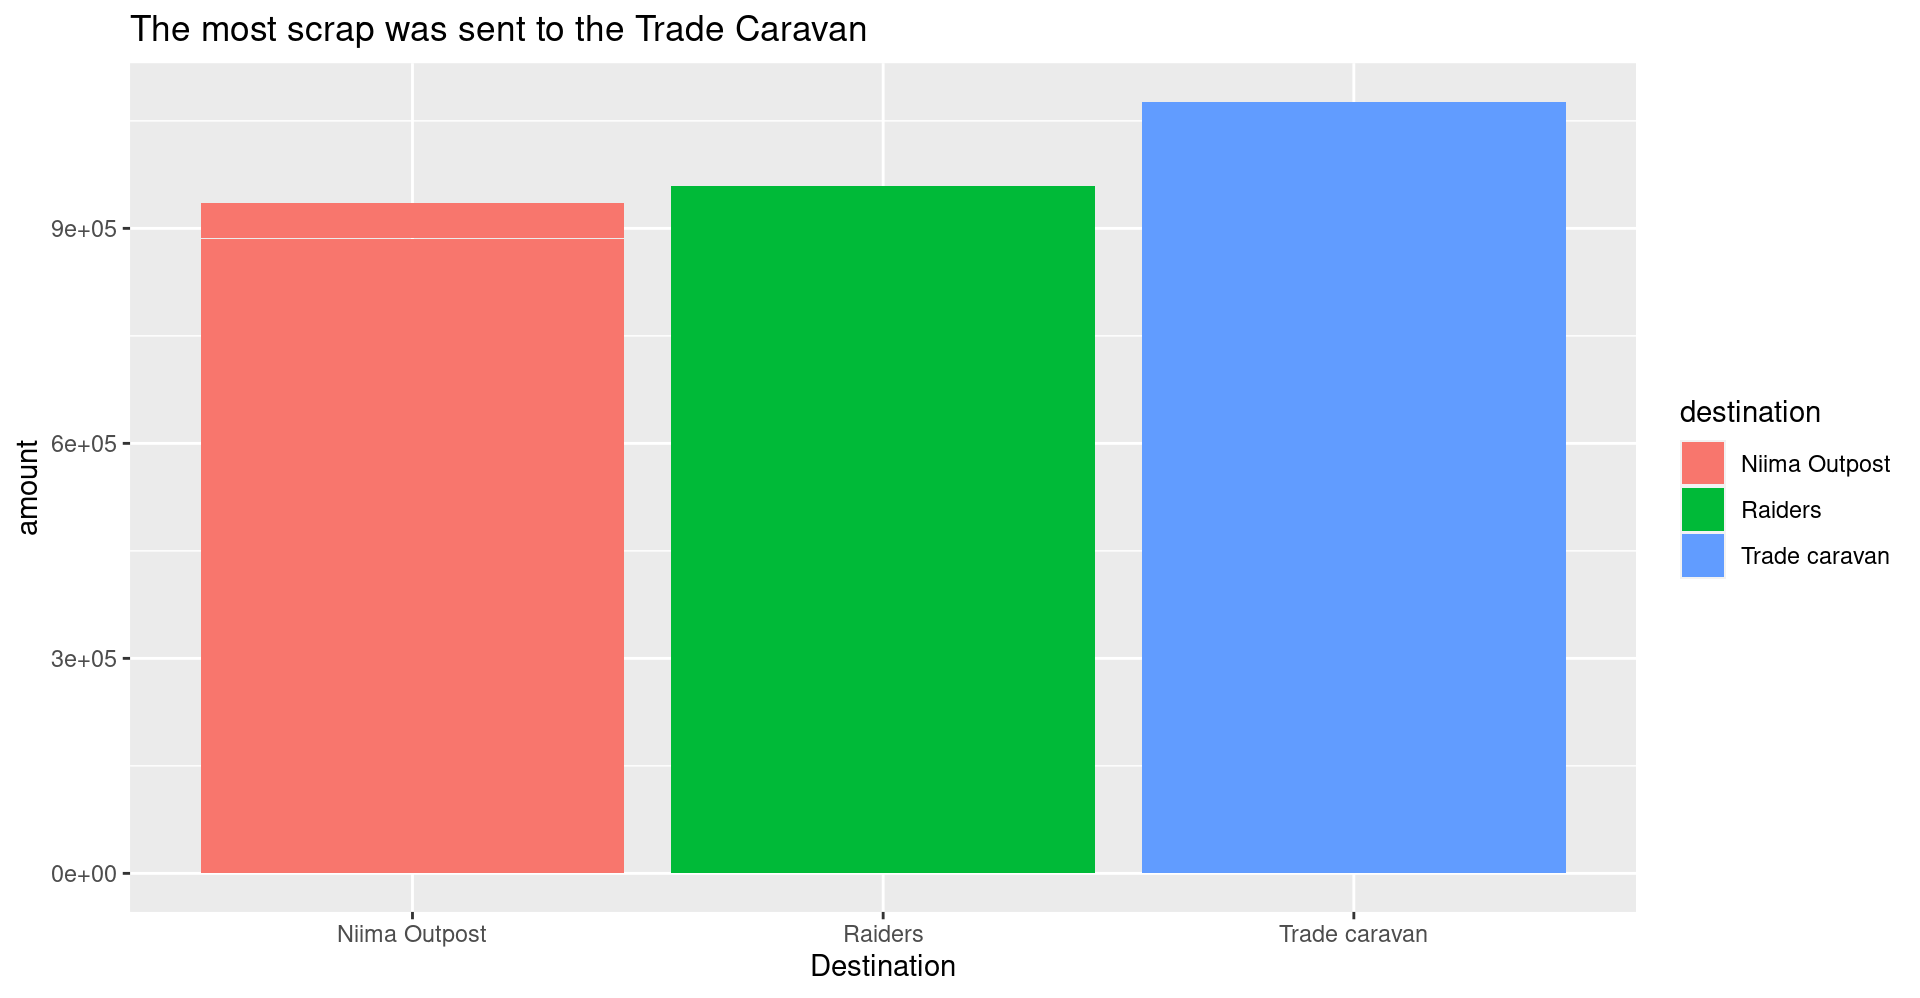 The most scrap was sent to the Trade Caravan
amount
9e+05
6e+05
3e+05
0e+00
Niima Outpost
Raiders
Trade caravan
Destination
destination
Niima Outpost
Raiders
Trade caravan